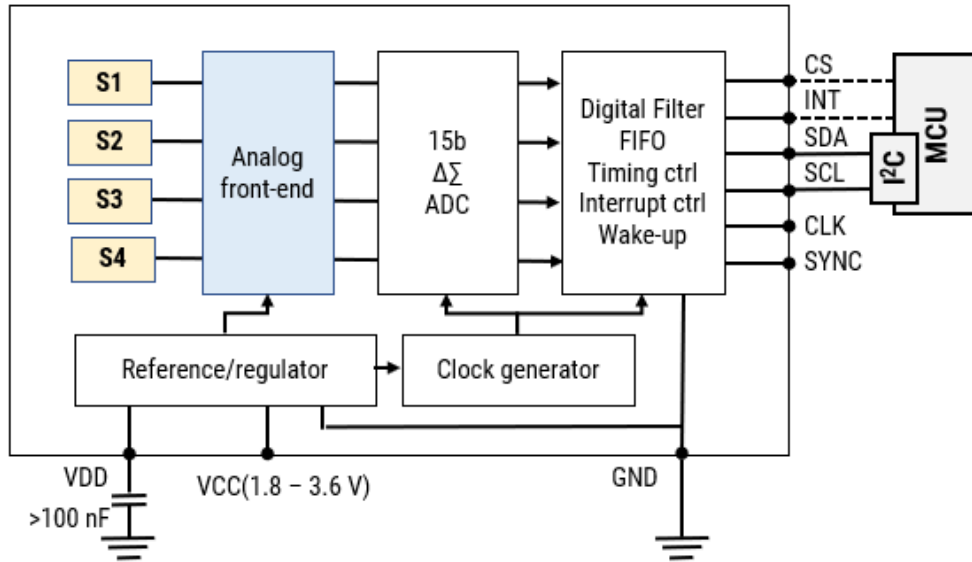 S1
S2
S3
S4
Analog
front-end
15b
ΔΣ
ADC
Digital Filter
FIFO
Timing ctrl
Interrupt ctrl
Wake-up
CS
INT
SDA
SCL
CLK
SYNC
I²C
MCU
Reference/regulator
Clock generator
VDD
VCC(1.8 – 3.6 V)
GND
>100 nF